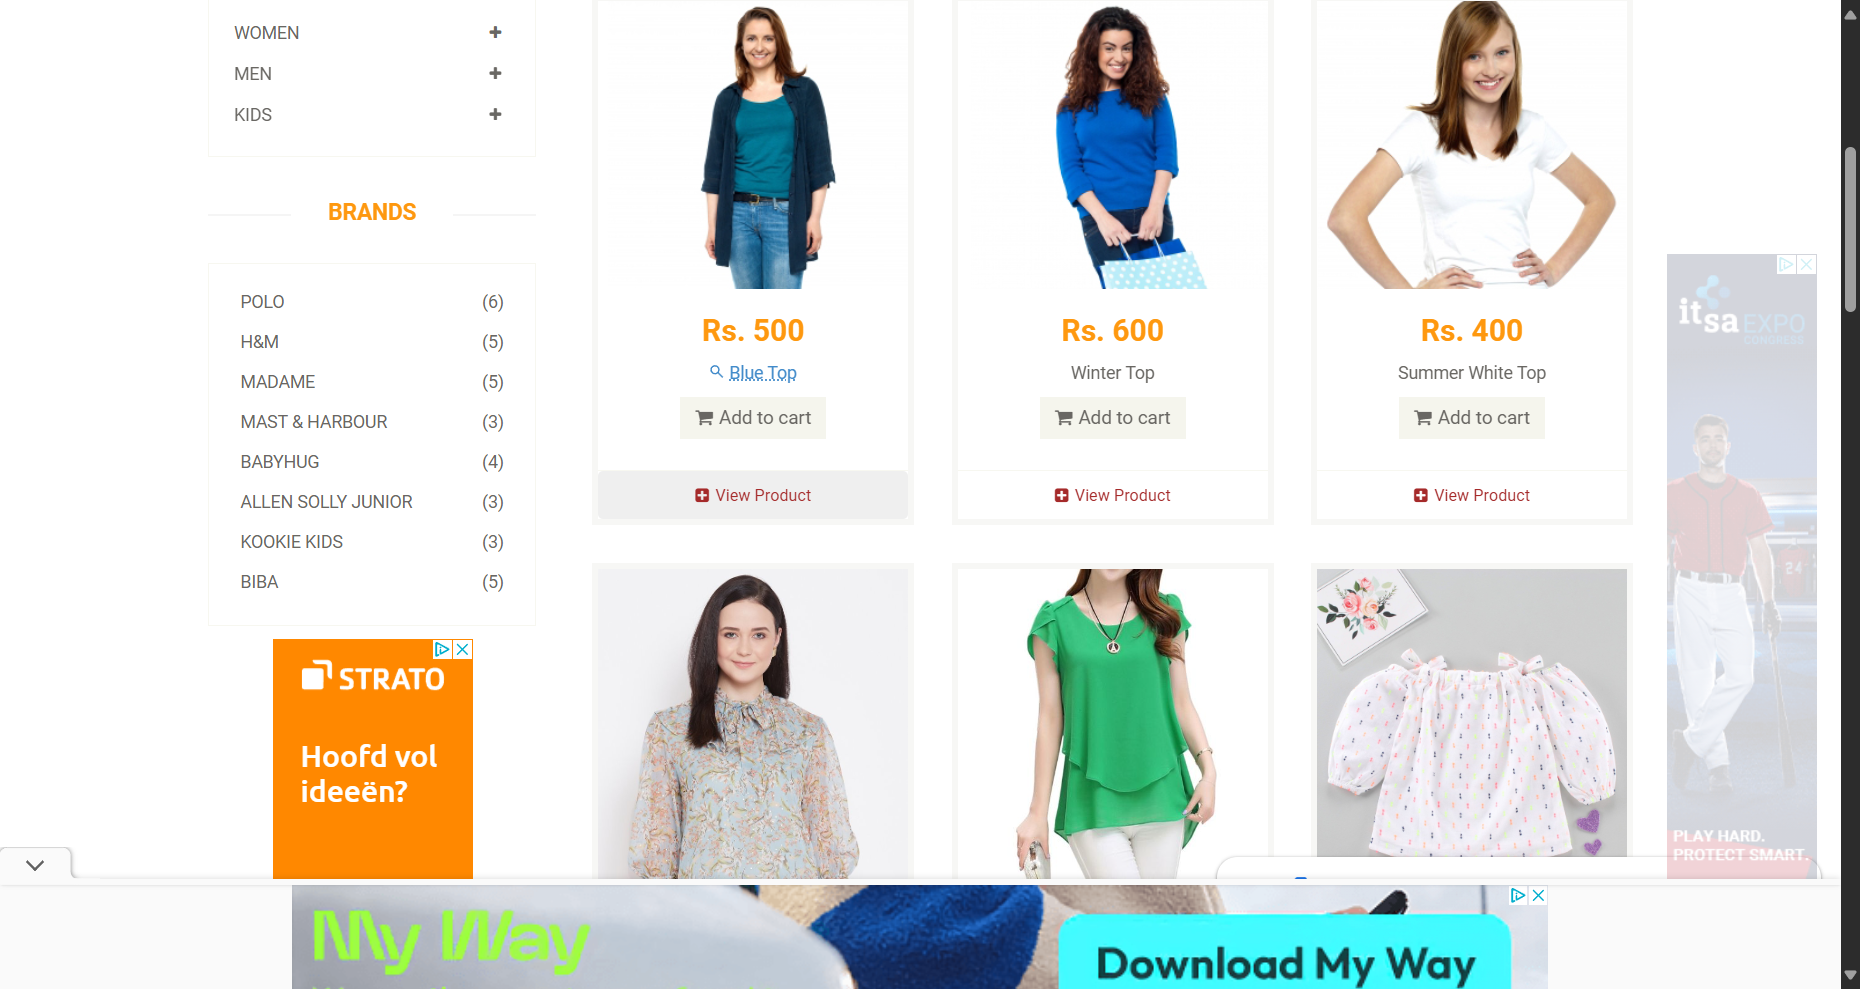 WOMEN
MEN
KIDS
BRANDS
POLO (6)
H&M (5)
MADAME (5)
MAST & HARBOUR (3)
BABYHUG (4)
ALLEN SOLLY JUNIOR (3)
KOOKIE KIDS (3)
BIBA (5)
STRATO
Hoofd vol
ideeën?
Rs. 500
Blue Top
Add to cart
View Product
Rs. 600
Winter Top
Add to cart
View Product
Rs. 400
Summer White Top
Add to cart
View Product
itsa EXPO
CONGRESS
24
PLAY HARD.
PROTECT SMART.
My Way
Download My Way